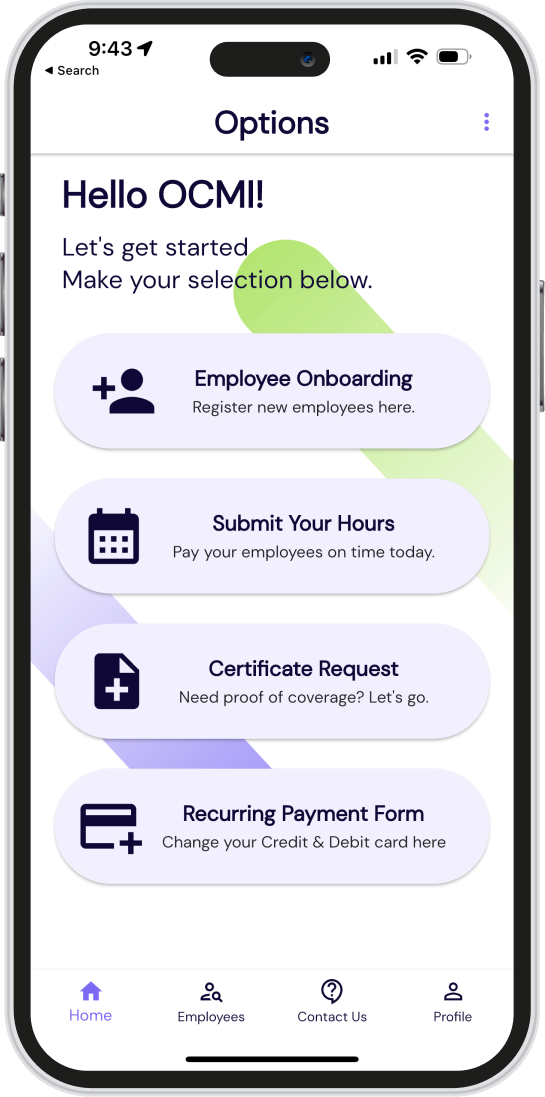 9:43
◀ Search
Options
Hello OCMI!
Let's get started
Make your selection below.
Employee Onboarding
Register new employees here.
Submit Your Hours
Pay your employees on time today.
Certificate Request
Need proof of coverage? Let's go.
Recurring Payment Form
Change your Credit & Debit card here
Home
Employees
Contact Us
Profile